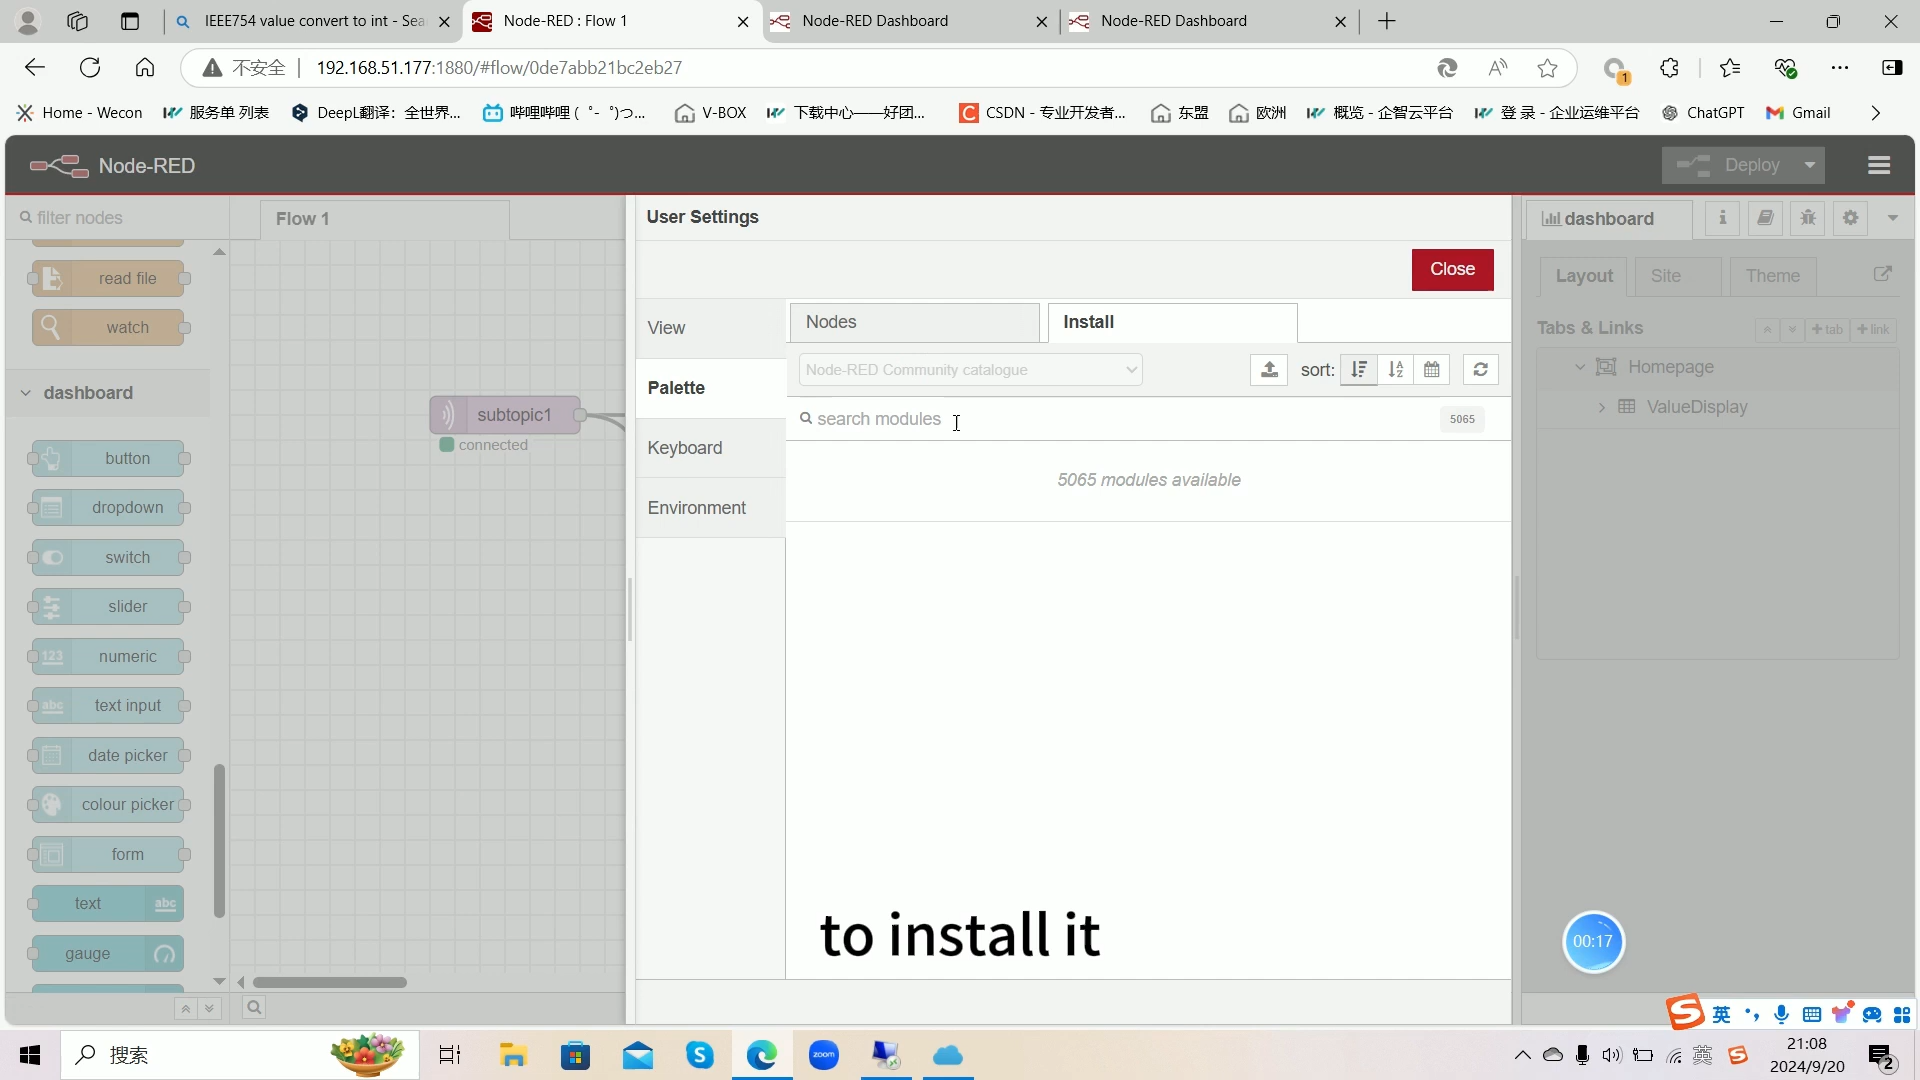 IEEE754 value convert to int - Sea
Node-RED : Flow 1
Node-RED Dashboard
Node-RED Dashboard
不安全
192.168.51.177:1880/#flow/0de7abb21bc2eb27
1
Home - Wecon
服务单 列表
DeepL翻译：全世界...
哔哩哔哩 ( ゜- ゜)つ...
V-BOX
下载中心——好团...
CSDN - 专业开发者...
东盟
欧洲
概览 - 企智云平台
登 录 - 企业运维平台
ChatGPT
Gmail
Node-RED
Deploy
filter nodes
Flow 1
User Settings
dashboard
Close
Layout
Site
Theme
read file
watch
View
Nodes
Install
Tabs & Links
tab
link
Node-RED Community catalogue
sort:
Homepage
Palette
dashboard
subtopic1
connected
search modules
5065
ValueDisplay
Keyboard
button
5065 modules available
Environment
dropdown
switch
slider
123
numeric
abc
text input
date picker
colour picker
form
text
abc
gauge
to install it
00:17
英
搜索
zoom
英
21:08
2024/9/20
2